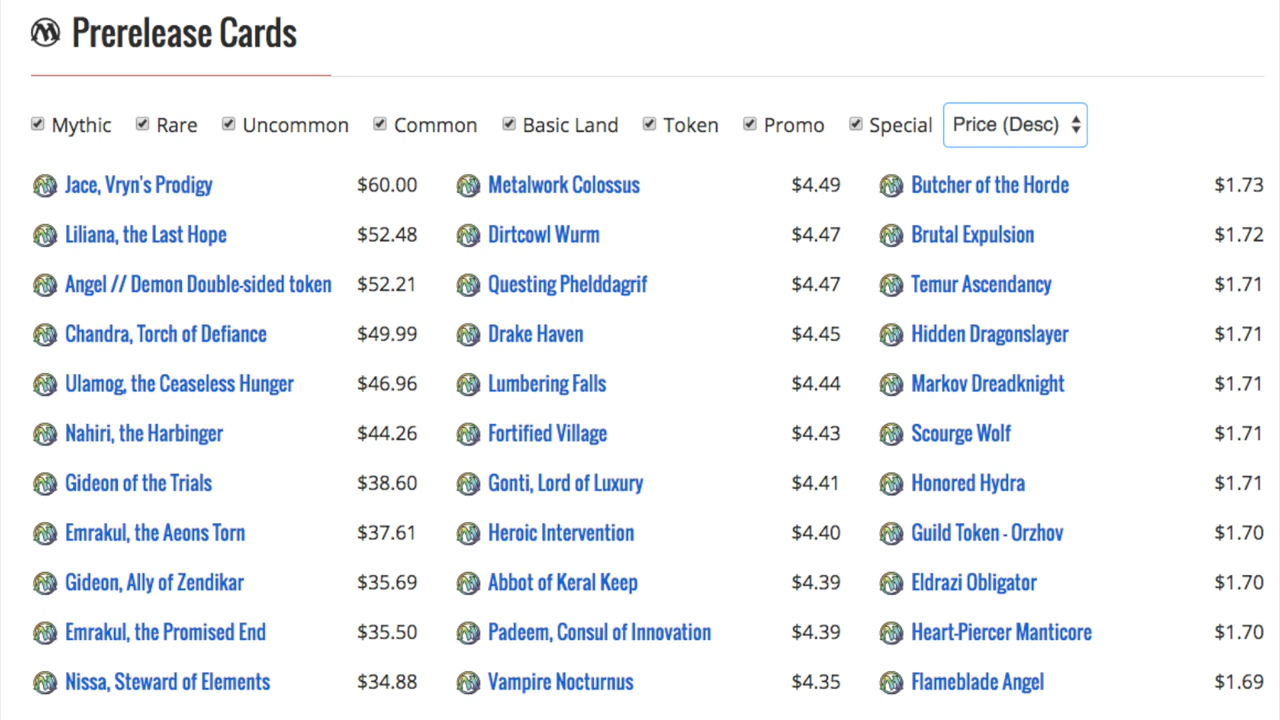 Prerelease Cards
Mythic Rare Uncommon Common Basic Land Token Promo Special Price (Desc)
Jace, Vryn's Prodigy $60.00
Liliana, the Last Hope $52.48
Angel // Demon Double-sided token $52.21
Chandra, Torch of Defiance $49.99
Ulamog, the Ceaseless Hunger $46.96
Nahiri, the Harbinger $44.26
Gideon of the Trials $38.60
Emrakul, the Aeons Torn $37.61
Gideon, Ally of Zendikar $35.69
Emrakul, the Promised End $35.50
Nissa, Steward of Elements $34.88
Metalwork Colossus $4.49
Dirtcowl Wurm $4.47
Questing Phelddagrif $4.47
Drake Haven $4.45
Lumbering Falls $4.44
Fortified Village $4.43
Gonti, Lord of Luxury $4.41
Heroic Intervention $4.40
Abbot of Keral Keep $4.39
Padeem, Consul of Innovation $4.39
Vampire Nocturnus $4.35
Butcher of the Horde $1.73
Brutal Expulsion $1.72
Temur Ascendancy $1.71
Hidden Dragonslayer $1.71
Markov Dreadknight $1.71
Scourge Wolf $1.71
Honored Hydra $1.71
Guild Token - Orzhov $1.70
Eldrazi Obligator $1.70
Heart-Piercer Manticore $1.70
Flameblade Angel $1.69